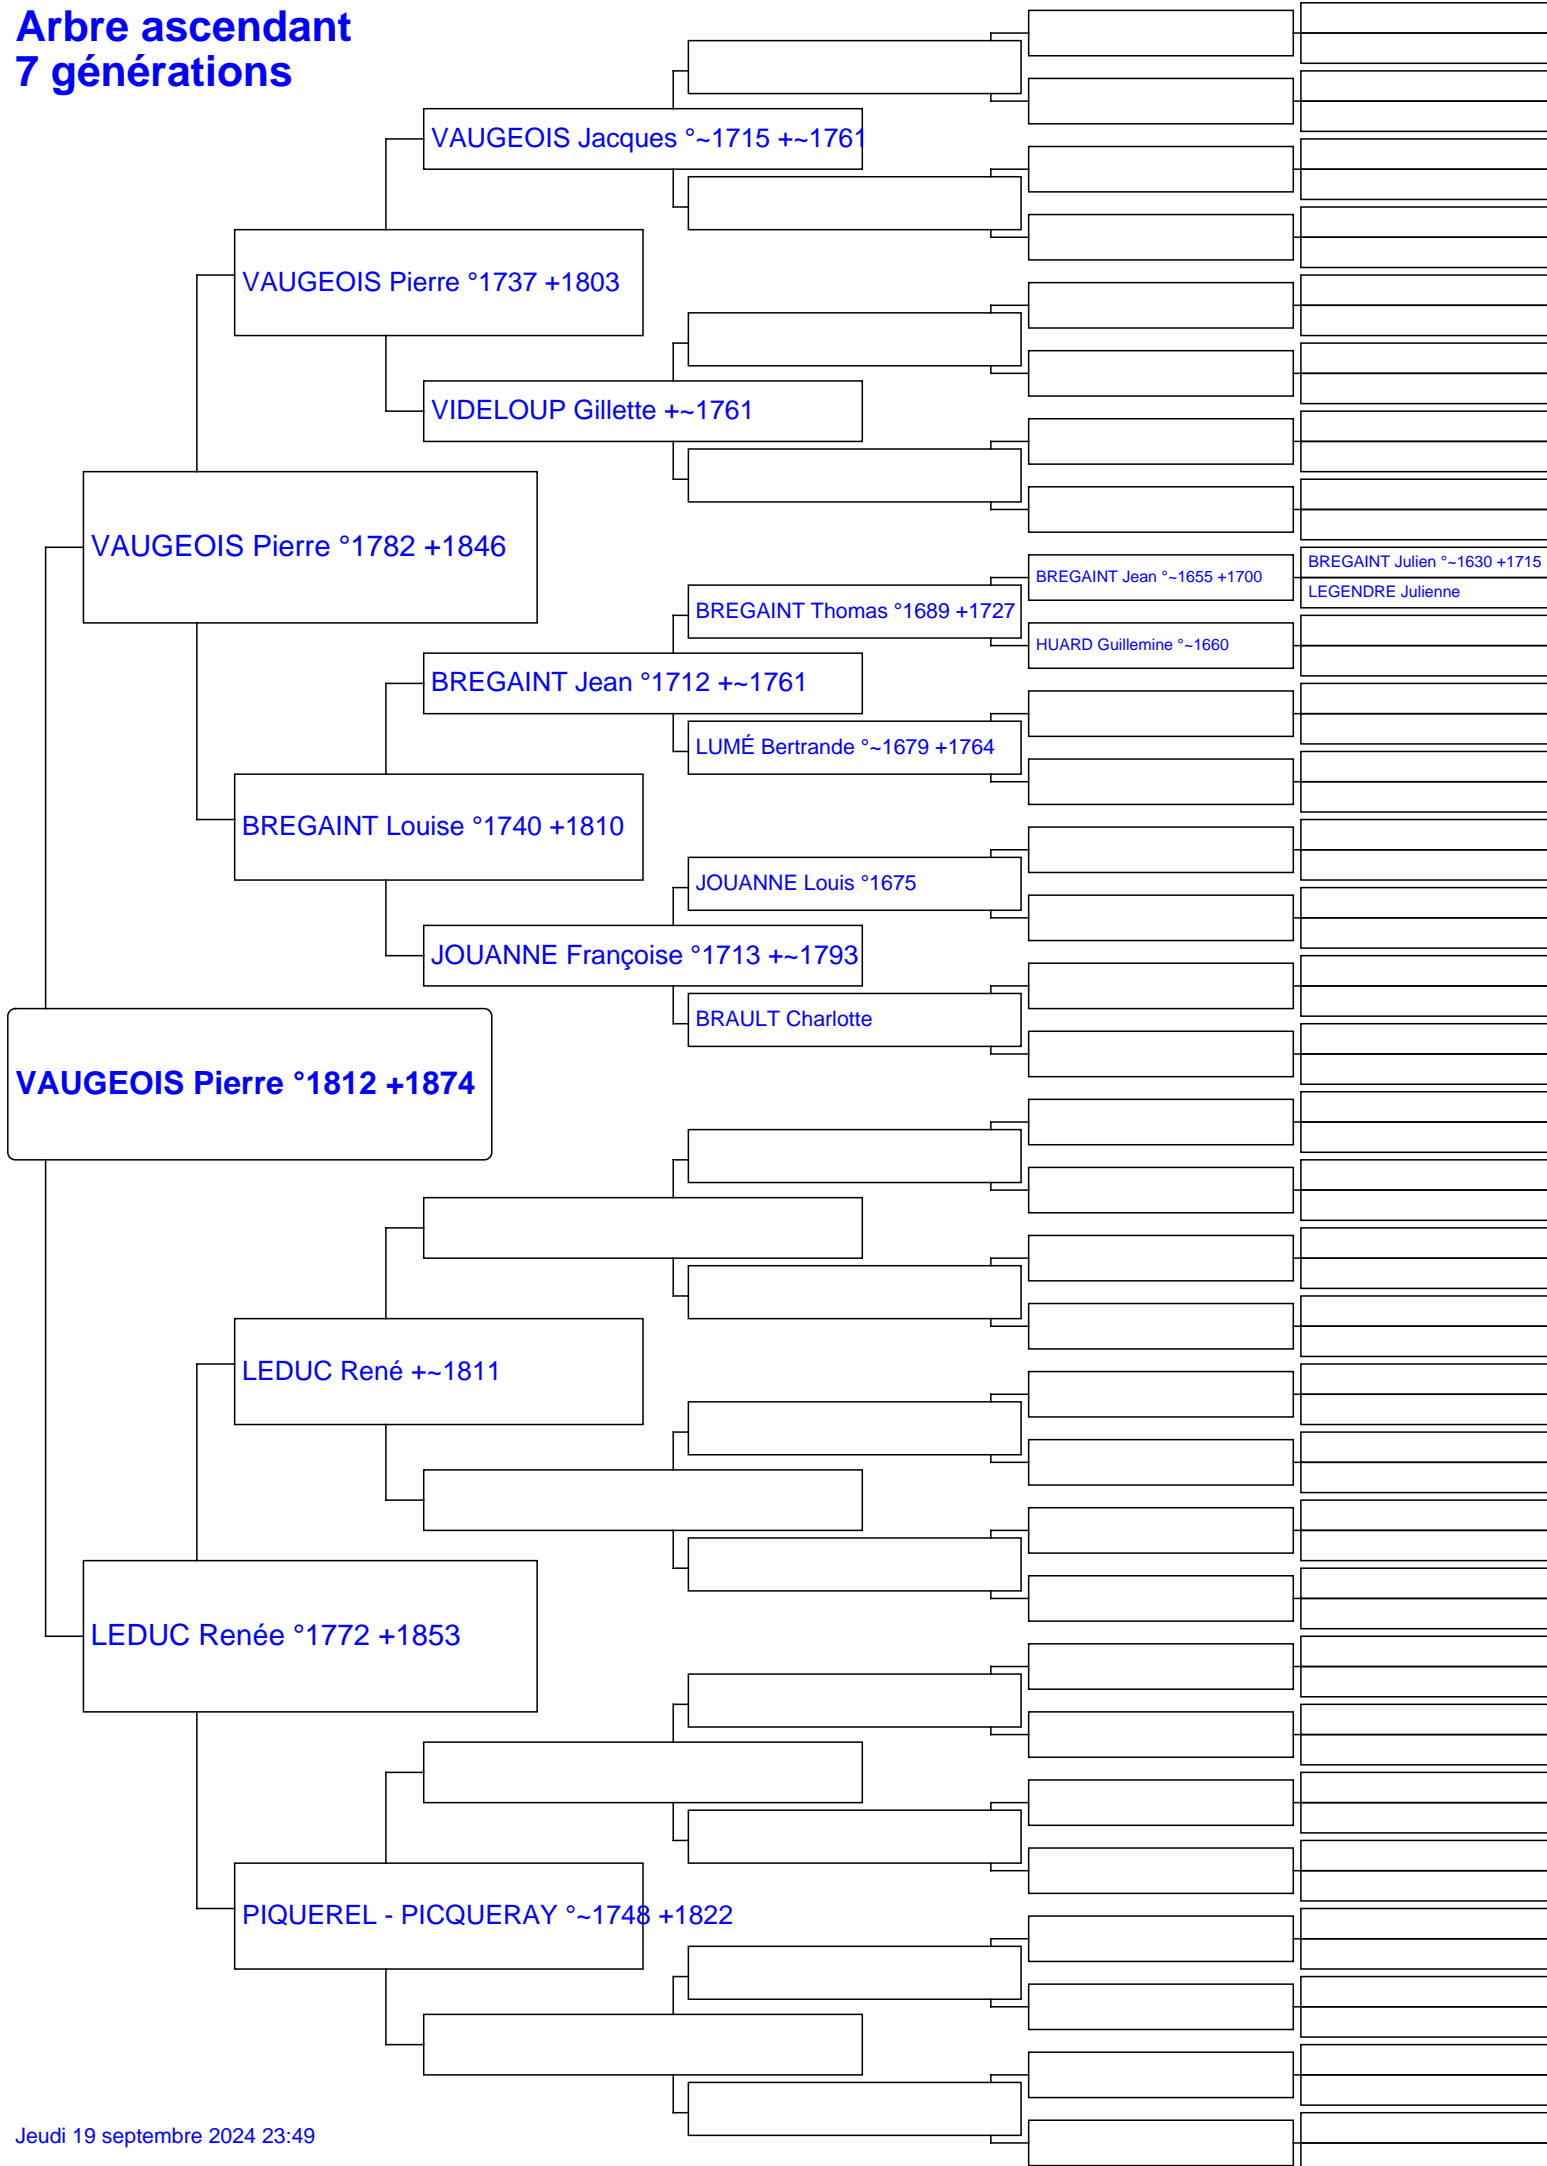 Arbre ascendant
7 générations
VAUGEOIS Jacques °~1715 +~1761
VAUGEOIS Pierre °1737 +1803
VIDELOUP Gillette +~1761
VAUGEOIS Pierre °1782 +1846
BREGAINT Julien °~1630 +1715
BREGAINT Jean °~1655 +1700
LEGENDRE Julienne
BREGAINT Thomas °1689 +1727
HUARD Guillemine °~1660
BREGAINT Jean °1712 +~1761
LUMÉ Bertrande °~1679 +1764
BREGAINT Louise °1740 +1810
JOUANNE Louis °1675
JOUANNE Françoise °1713 +~1793
BRAULT Charlotte
VAUGEOIS Pierre °1812 +1874
LEDUC René +~1811
LEDUC Renée °1772 +1853
PIQUEREL - PICQUERAY °~1748 +1822
Jeudi 19 septembre 2024 23:49